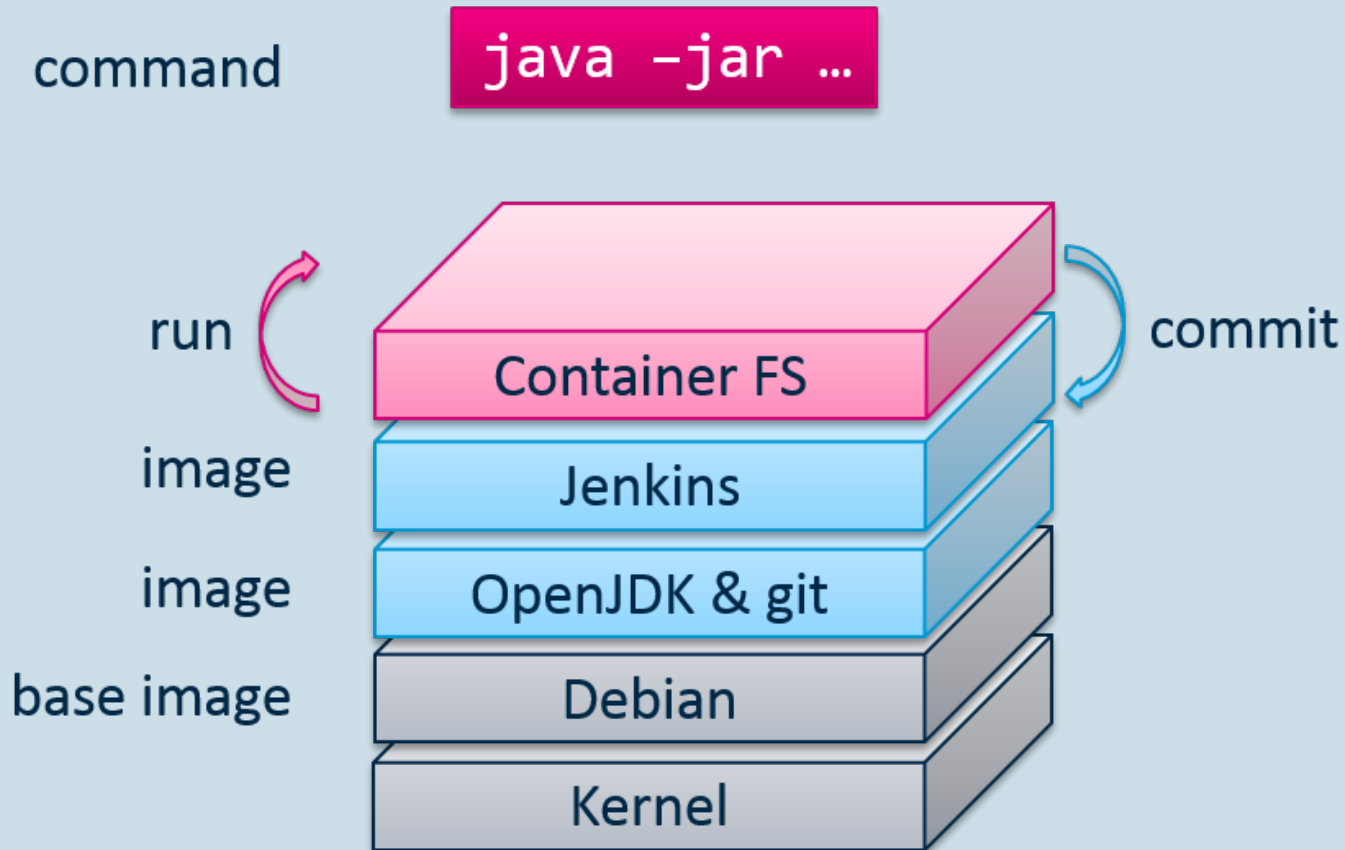 command
java –jar …
run
commit
Container FS
image
Jenkins
image
OpenJDK & git
base image
Debian
Kernel